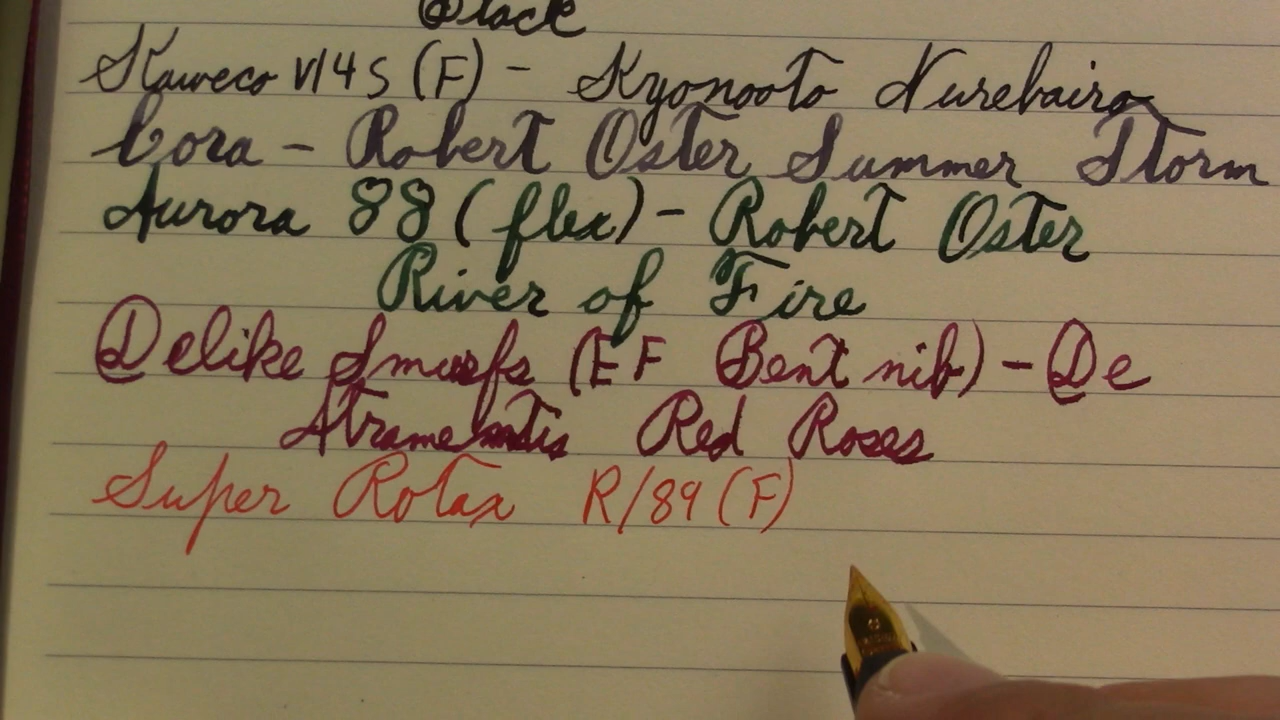 Black
Kaweco V14 S (F) - Kyonooto Nurebairo
Cora - Robert Oster Summer Storm
Aurora 88 (flex) - Robert Oster
River of Fire
Delike Smurfs (EF Bent nib) - De
Atramentis Red Roses
Super Rotax R/89 (F)